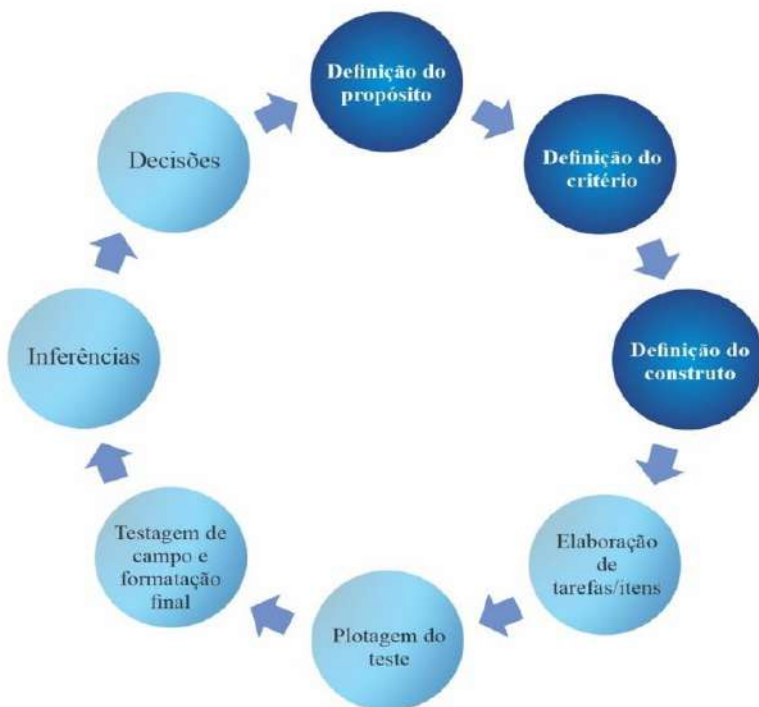 Definição do
propósito
Definição do
critério
Definição do
construto
Elaboração
de
tarefas/itens
Plotagem do
teste
Testagem de
campo e
formatação
final
Inferências
Decisões